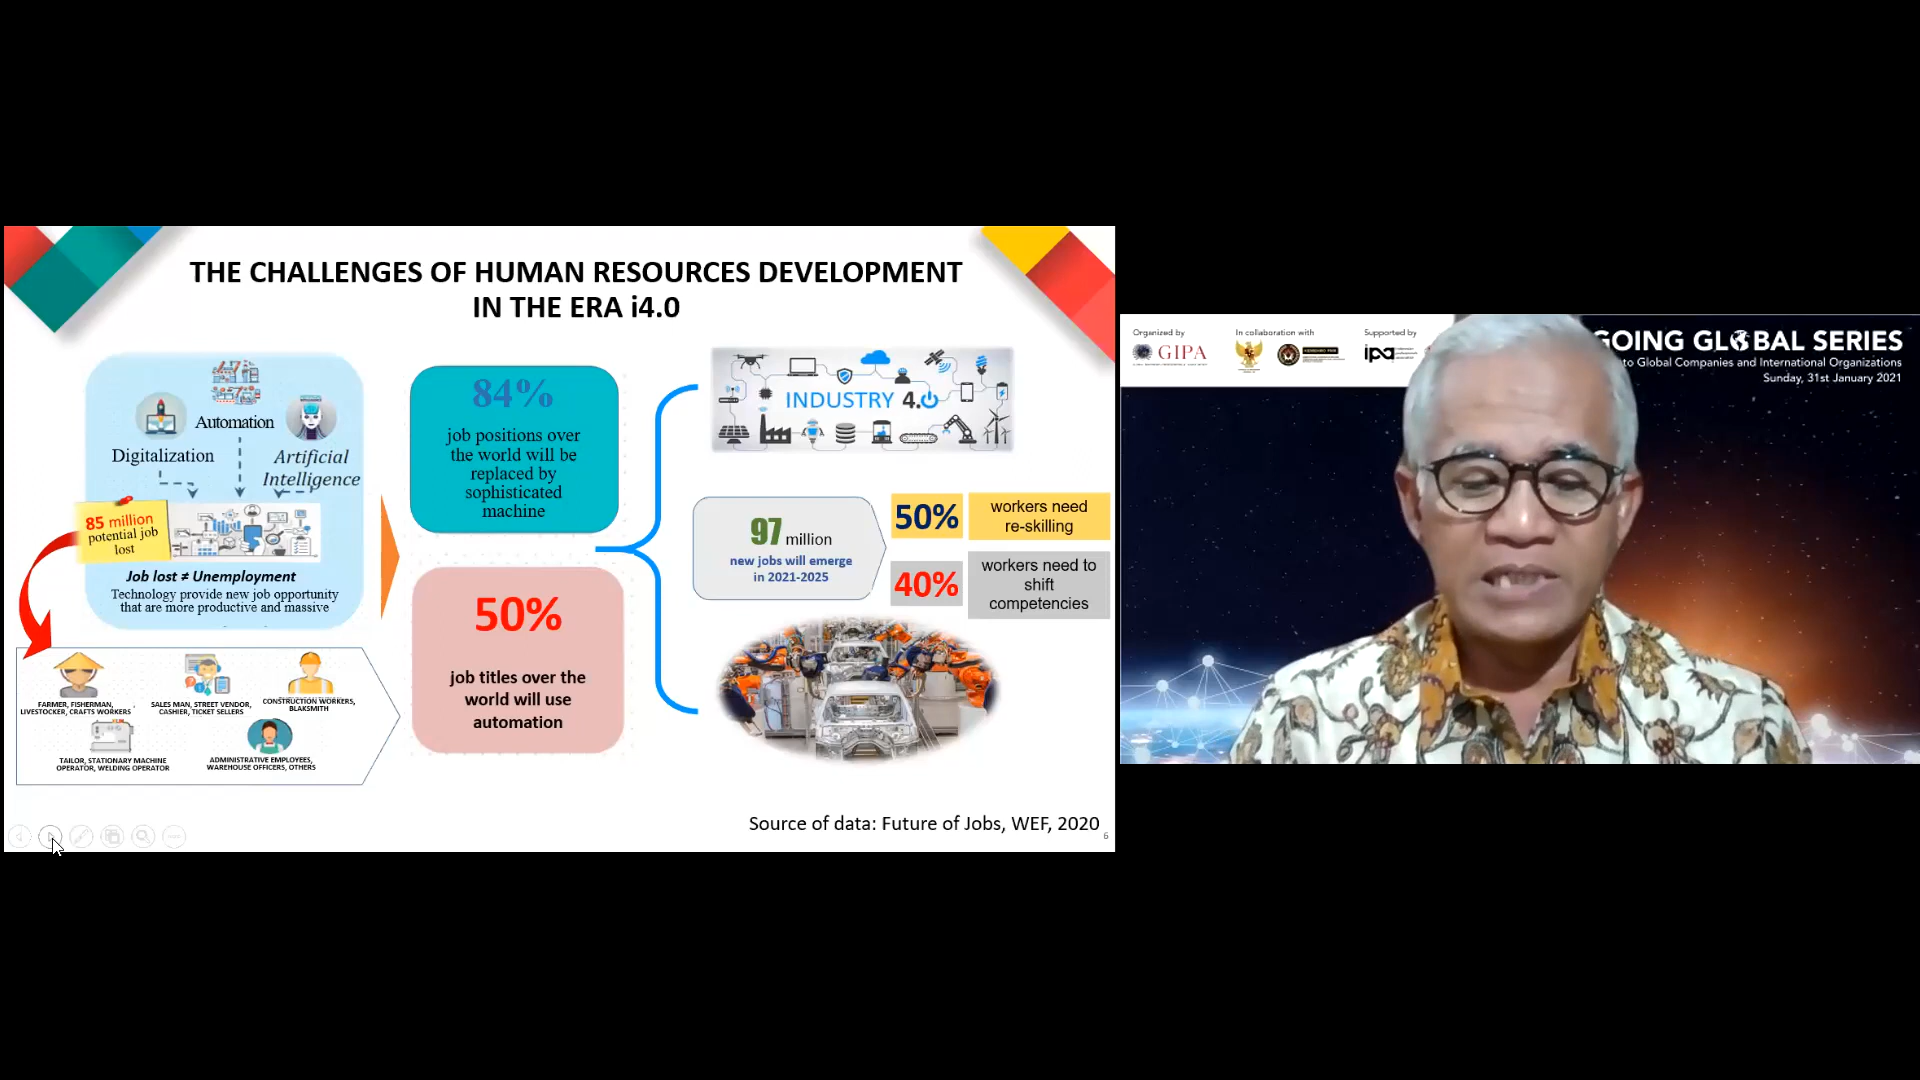 THE CHALLENGES OF HUMAN RESOURCES DEVELOPMENT
IN THE ERA i4.0
Automation
Digitalization
Artificial
Intelligence
85 million
potential job
lost
Job lost ≠ Unemployment
Technology provide new job opportunity
that are more productive and massive
FARMER, FISHERMAN,
LIVESTOCKER, CRAFTS WORKERS
SALES MAN, STREET VENDOR,
CASHIER, TICKET SELLERS
CONSTRUCTION WORKERS,
BLAKSMITH
TAILOR, STATIONARY MACHINE
OPERATOR, WELDING OPERATOR
ADMINISTRATIVE EMPLOYEES,
WAREHOUSE OFFICERS, OTHERS
84%
job positions over
the world will be
replaced by
sophisticated
machine
50%
job titles over the
world will use
automation
INDUSTRY 4.0
97 million
new jobs will emerge
in 2021-2025
50%
workers need
re-skilling
40%
workers need to
shift
competencies
Source of data: Future of Jobs, WEF, 2020
6
Organized by
GIPA
In collaboration with
Supported by
ipa
GOING GLOBAL SERIES
to Global Companies and International Organizations
Sunday, 31st January 2021